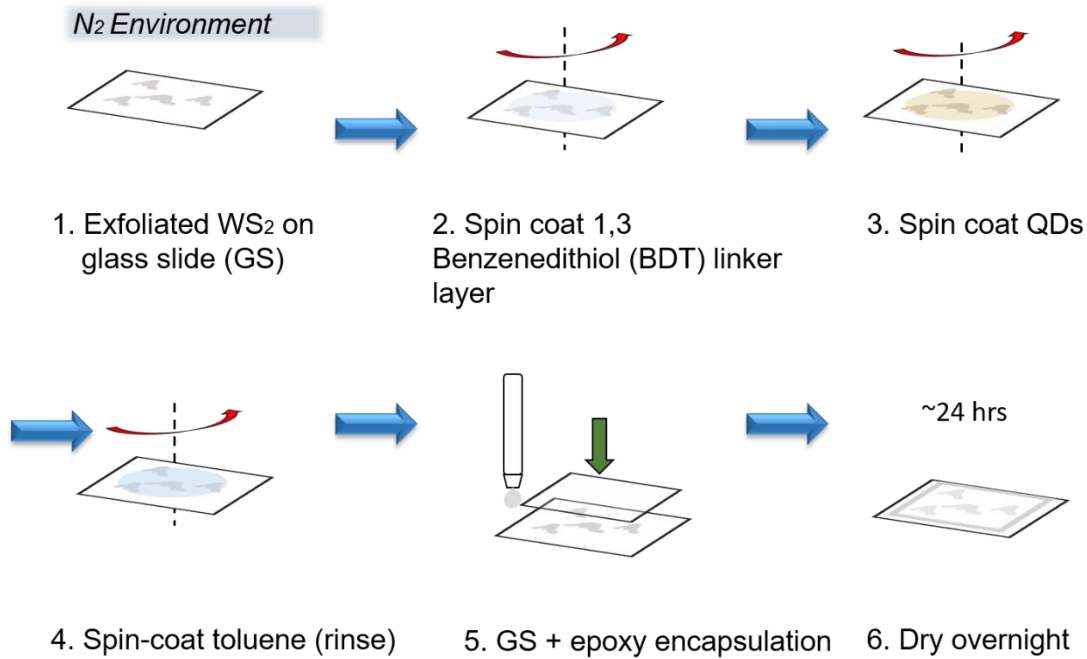 N₂ Environment
1. Exfoliated WS₂ on
glass slide (GS)
2. Spin coat 1,3
Benzenedithiol (BDT) linker
layer
3. Spin coat QDs
~24 hrs
4. Spin-coat toluene (rinse)
5. GS + epoxy encapsulation
6. Dry overnight